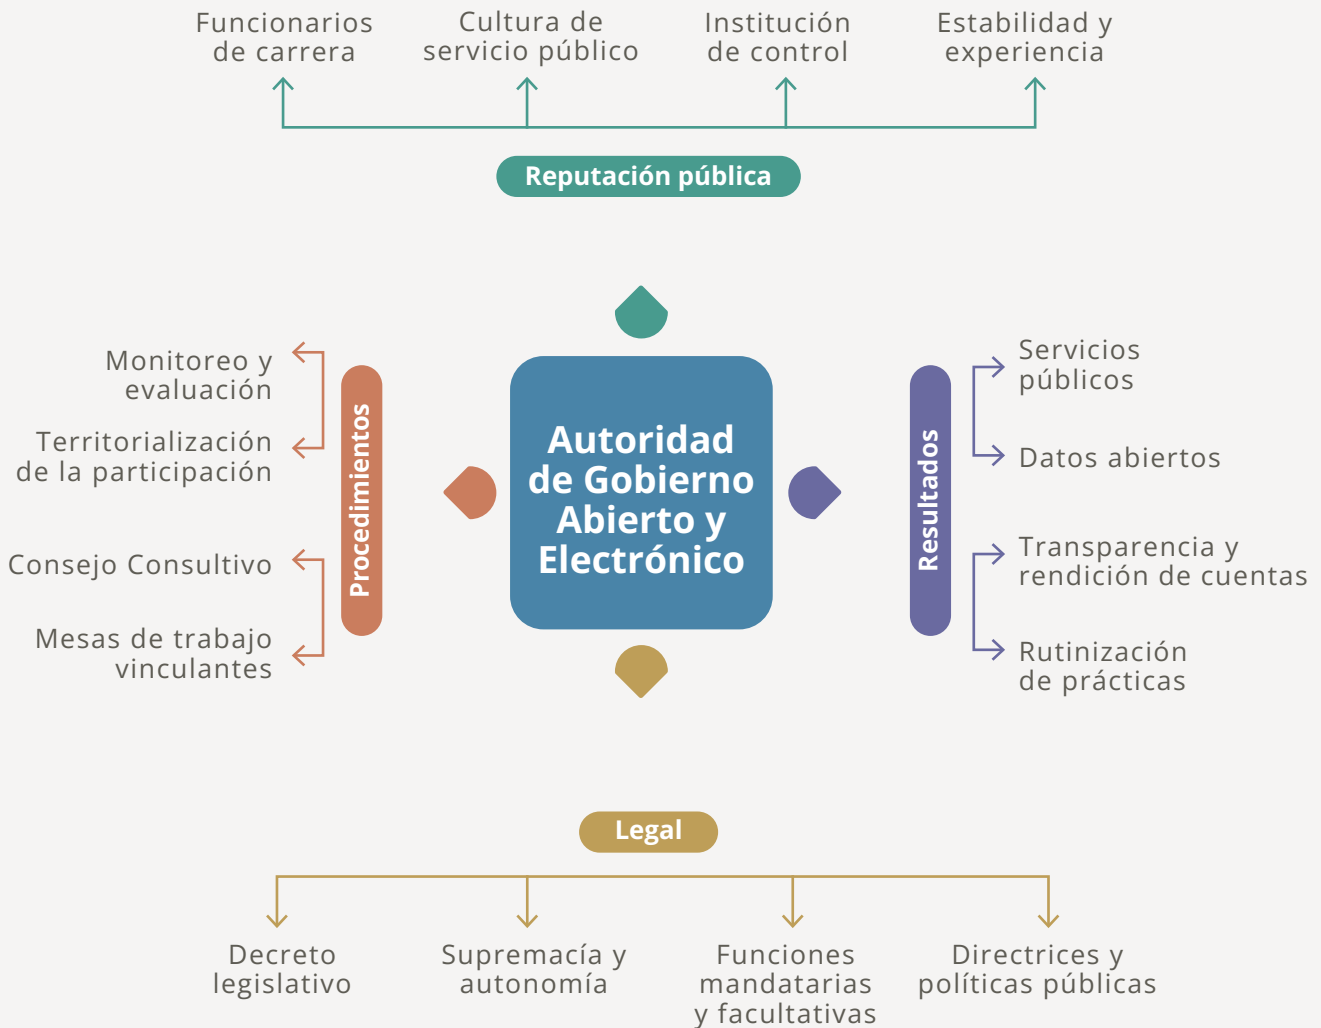 Funcionarios
de carrera
Cultura de
servicio público
Institución
de control
Estabilidad y
experiencia
Reputación pública
Monitoreo y
evaluación
Territorialización
de la participación
Consejo Consultivo
Mesas de trabajo
vinculantes
Procedimientos
Autoridad
de Gobierno
Abierto y
Electrónico
Resultados
Servicios
públicos
Datos abiertos
Transparencia y
rendición de cuentas
Rutinización
de prácticas
Legal
Decreto
legislativo
Supremacía y
autonomía
Funciones
mandatarias
y facultativas
Directrices y
políticas públicas